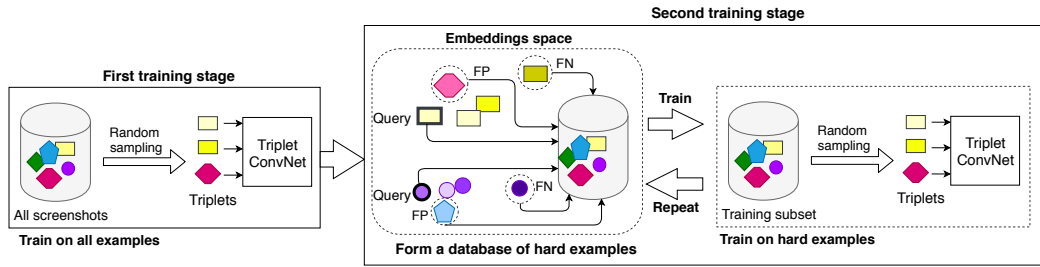 First training stage
Random
sampling
Triplet
ConvNet
All screenshots
Triplets
Train on all examples
Second training stage
Embeddings space
FP
FN
Query
Query
FP
FN
Form a database of hard examples
Train
Repeat
Random
sampling
Triplet
ConvNet
Training subset
Triplets
Train on hard examples